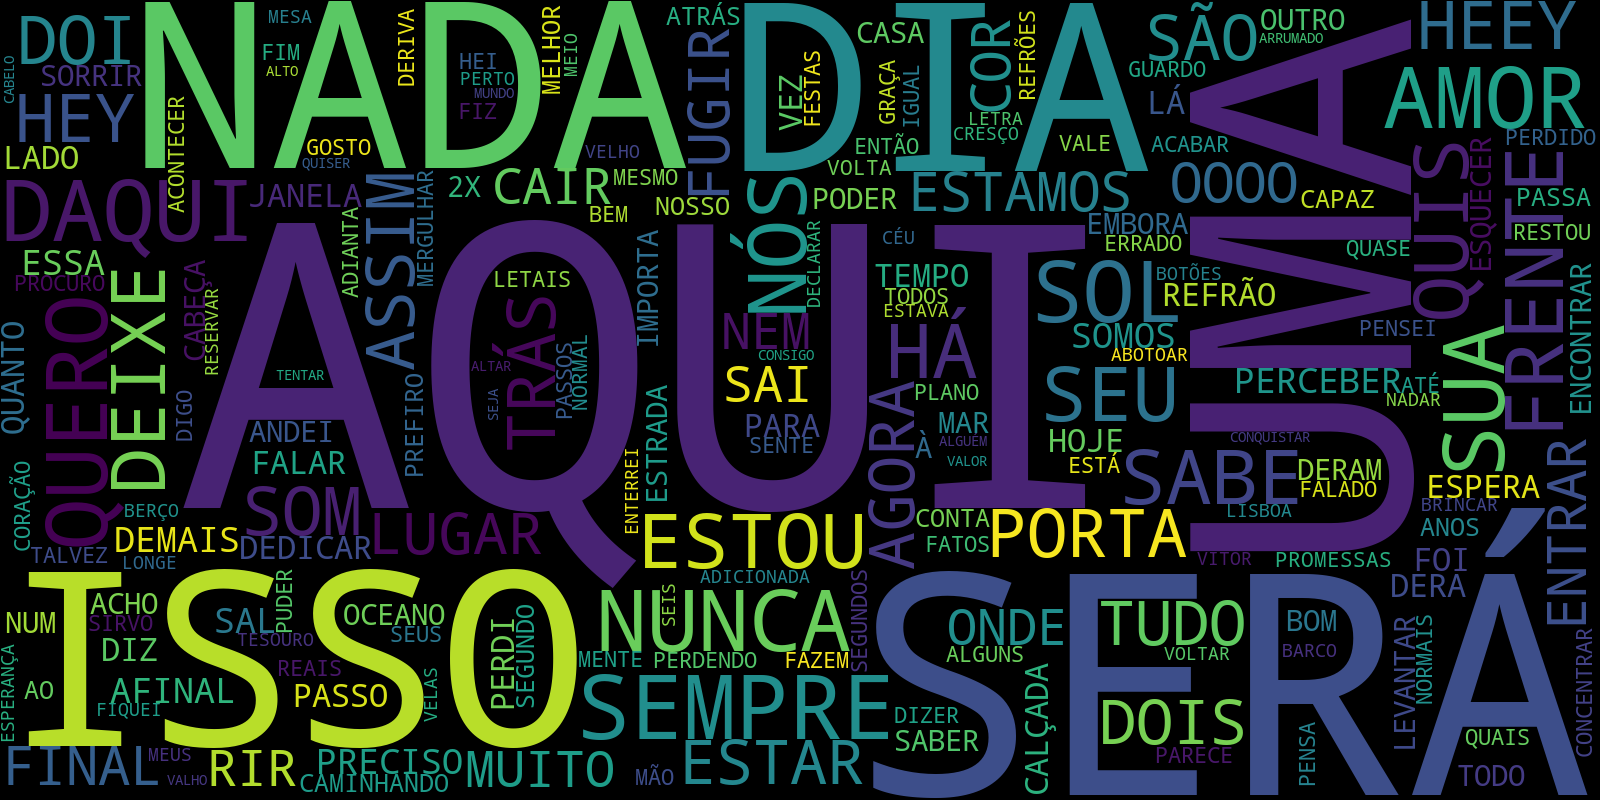 NADA
DIA
UMA
AQUI
ISSO
SERÁ
DOI
MESA
SORRIR
FIM
ALTO
CABELO
HEY
DERIVA
HEI
PERTO
MUNDO
FIZ
MELHOR
MEIO
ATRÁS
FUGIR
CASA
VEZ
FESTAS
GRAÇA
IGUAL
COR
REFRÕES
LETRA
CRESÇO
SÃO
OUTRO
ARRUMADO
GUARDO
LÁ
HEEY
AMOR
PERDIDO
LADO
ACONTECER
GOSTO
QUISER
VELHO
ENTÃO
VOLTA
VALE
ACABAR
DAQUI
JANELA
ASSIM
MERGULHAR
2X
CAIR
MESMO
BEM
NOSSO
NÓS
PODER
ESTAMOS
OOOO
CAPAZ
QUIS
ESQUECER
FRENTE
PASSA
RESTOU
ESSA
PROCURO
CABEÇA
RESERVAR
ADIANTA
LETAIS
IMPORTA
DECLARAR
CÉU
TEMPO
TODOS
ESTAVA
EMBORA
ERRADO
SOL
BOTÕES
REFRÃO
QUASE
PENSEI
QUANTO
QUERO
DEIXE
TENTAR
TRÁS
ALTAR
SEJA
PASSOS
NORMAL
NEM
CONSIGO
SAI
HÁ
SOMOS
ABOTOAR
SEU
PERCEBER
ATÉ
NADAR
SUA
ENCONTRAR
DIGO
ANDEI
PREFIRO
FALAR
ESTRADA
PARA
SENTE
AGORA
PLANO
MAR
ALGUÉM
À
VALOR
HOJE
ESTÁ
SABE
CONQUISTAR
DERAM
FALADO
ESPERA
BRINCAR
ENTRAR
CORAÇÃO
BERÇO
SOM
DEDICAR
LUGAR
ENTERREI
ESTOU
CONTA
FATOS
PORTA
LISBOA
ANOS
TALVEZ
DEMAIS
LONGE
ADICIONADA
VITOR
PROMESSAS
FOI
DERA
NUM
ACHO
SIRVO
SAL
PUDER
TESOURO
OCEANO
SEUS
PERDI
SEGUNDO
NUNCA
SEIS
SEGUNDOS
ONDE
TUDO
VOLTAR
BOM
BARCO
LEVANTAR
NORMAIS
CONCENTRAR
DIZ
REAIS
MENTE
PERDENDO
FAZEM
ALGUNS
ESPERANÇA
AO
AFINAL
FIQUEI
PASSO
VELAS
SEMPRE
DIZER
SABER
CALÇADA
DOIS
PARECE
PENSA
QUAIS
FINAL
MEUS
VALHO
RIR
PRECISO
CAMINHANDO
MUITO
MÃO
ESTAR
TODO